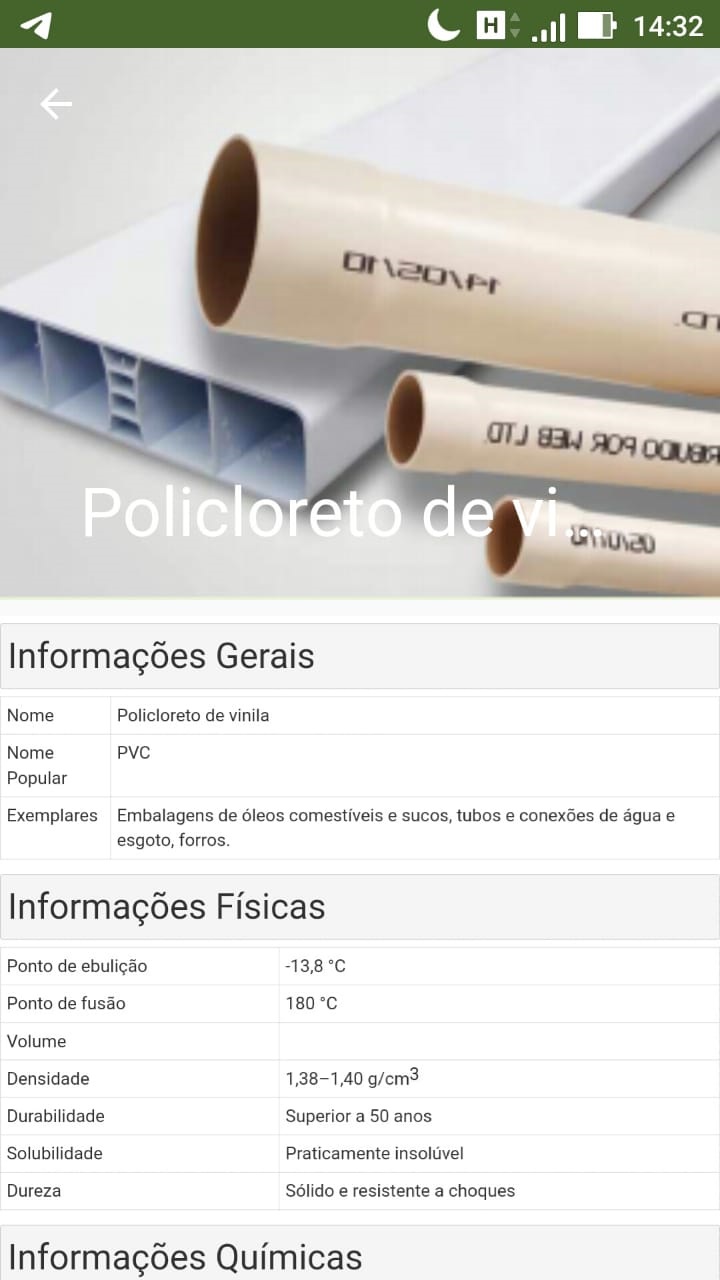 14:32
Policloreto de vi...
Informações Gerais
Nome Policloreto de vinila
Nome Popular PVC
Exemplares Embalagens de óleos comestíveis e sucos, tubos e conexões de água e
esgoto, forros.
Informações Físicas
Ponto de ebulição -13,8 °C
Ponto de fusão 180 °C
Volume
Densidade 1,38–1,40 g/cm³
Durabilidade Superior a 50 anos
Solubilidade Praticamente insolúvel
Dureza Sólido e resistente a choques
Informações Químicas